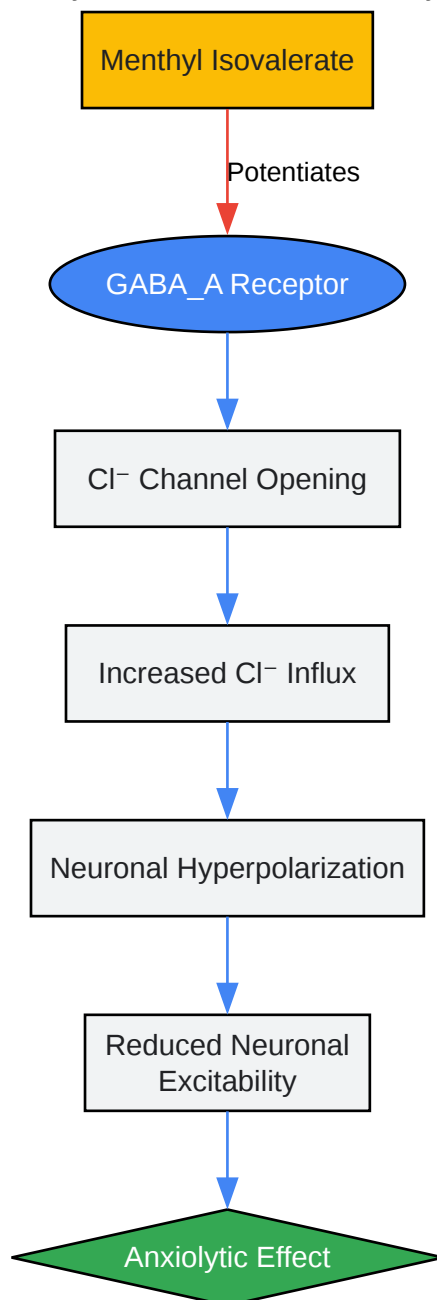 Menthyl Isovalerate
Potentiates
GABA_A Receptor
Cl⁻ Channel Opening
Increased Cl⁻ Influx
Neuronal Hyperpolarization
Reduced Neuronal
Excitability
Anxiolytic Effect